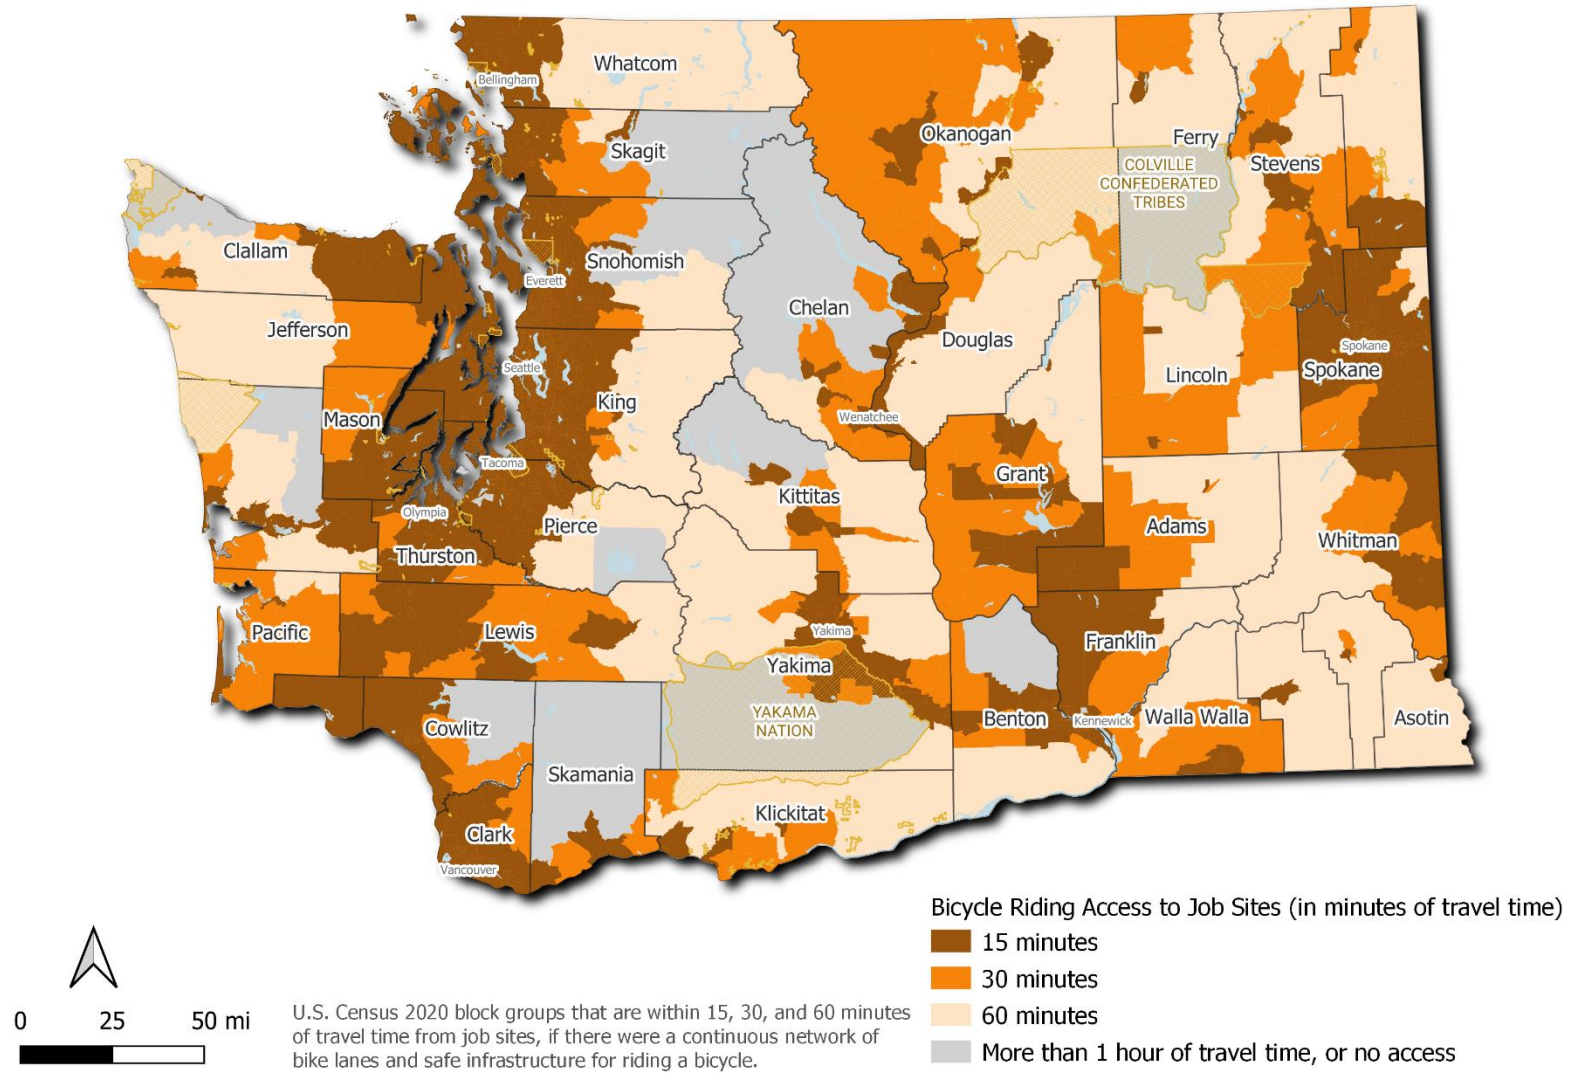 Whatcom
Bellingham
Okanogan
Ferry
Skagit
Stevens
COLVILLE
CONFEDERATED
TRIBES
Clallam
Snohomish
Everett
Chelan
Jefferson
Douglas
Seattle
Spokane
Spokane
Lincoln
King
Mason
Wenatchee
Tacoma
Grant
Kittitas
Olympia
Pierce
Adams
Whitman
Thurston
Pacific
Lewis
Yakima
Franklin
Yakima
YAKAMA
NATION
Benton
Kennewick
Walla Walla
Asotin
Cowlitz
Skamania
Klickitat
Clark
Vancouver
Bicycle Riding Access to Job Sites (in minutes of travel time)
15 minutes
30 minutes
60 minutes
More than 1 hour of travel time, or no access
0 25 50 mi
U.S. Census 2020 block groups that are within 15, 30, and 60 minutes
of travel time from job sites, if there were a continuous network of
bike lanes and safe infrastructure for riding a bicycle.